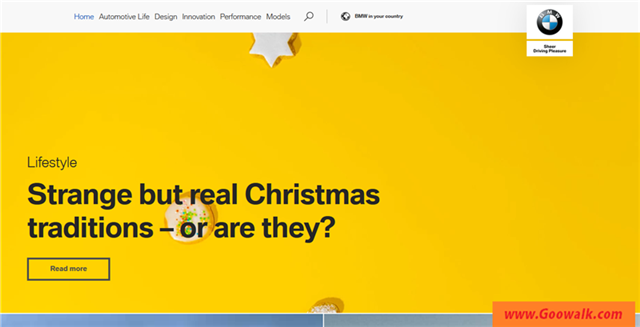 Home Automotive Life Design Innovation Performance Models BMW in your country
BMW
Sheer
Driving Pleasure
Lifestyle
Strange but real Christmas
traditions – or are they?
Read more
www.Goowalk.com